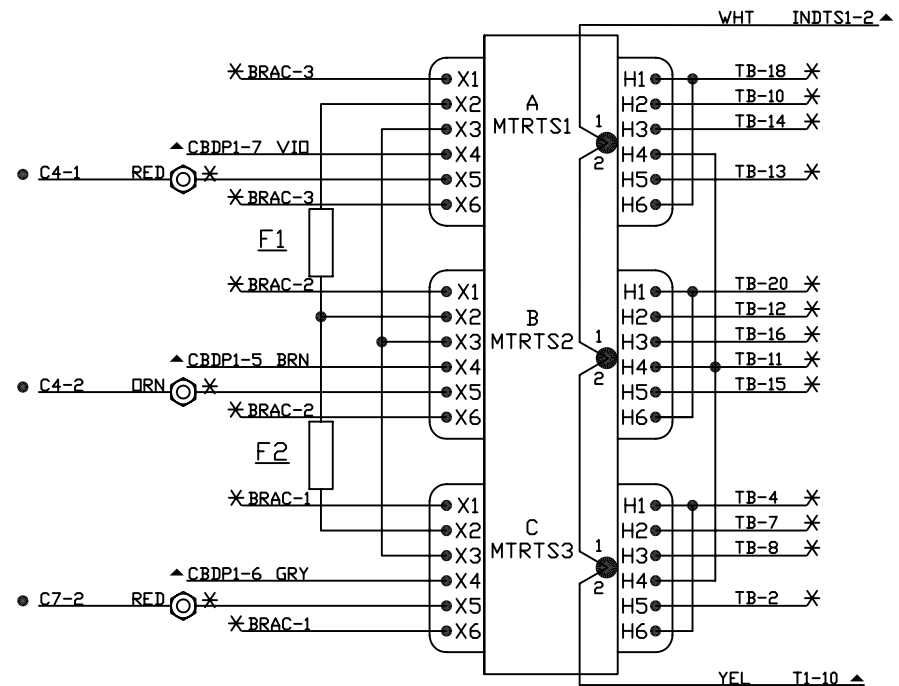 WHT INDTS1-2
BRAC-3 X1 H1 TB-18
X2 A H2 TB-10
X3 MTRTS1 1 H3 TB-14
CBDP1-7 VIO X4 2 H4
C4-1 RED X5 H5 TB-13
BRAC-3 X6 H6
F1
BRAC-2 X1 H1 TB-20
X2 B H2 TB-12
X3 MTRTS2 1 H3 TB-16
CBDP1-5 BRN X4 2 H4 TB-11
C4-2 ORN X5 H5 TB-15
BRAC-2 X6 H6
F2
BRAC-1 X1 H1 TB-4
X2 C H2 TB-7
X3 MTRTS3 1 H3 TB-8
CBDP1-6 GRY X4 2 H4
C7-2 RED X5 H5 TB-2
BRAC-1 X6 H6
YEL T1-10